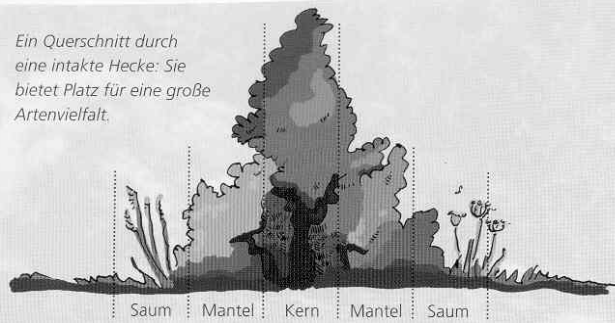 Ein Querschnitt durch
eine intakte Hecke: Sie
bietet Platz für eine große
Artenvielfalt.
Saum Mantel Kern Mantel Saum